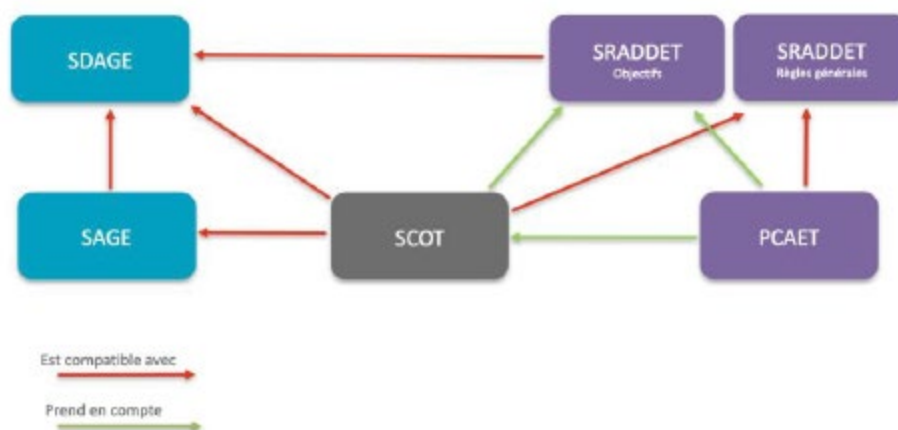 SDAGE
SRADDET
Objectifs
SRADDET
Règles générales
SAGE
SCOT
PCAET
Est compatible avec
Prend en compte